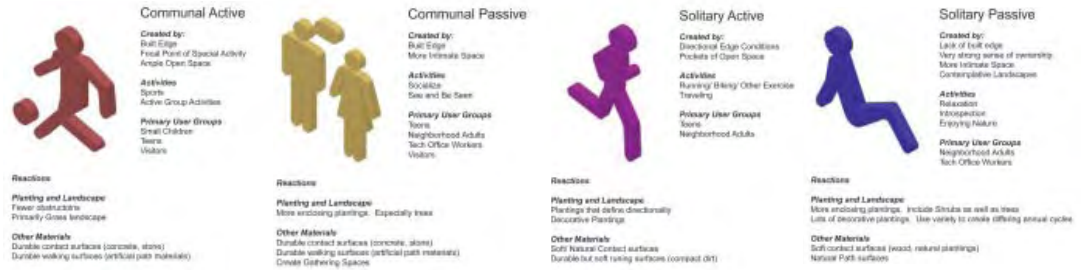 Communal Active
Created by:
Built Edge
Focal Point of Special Activity
Ample Open Space
Activities
Sports
Active Group Activities
Primary User Groups
Small Children
Teens
Visitors
Reactions
Planting and Landscape
Fewer obstructions
Primarily Grass landscape
Other Materials
Durable contact surfaces (concrete, stone)
Durable walking surfaces (artificial path materials)
Communal Passive
Created by:
Built Edge
More Intimate Space
Activities
Socialize
See and Be Seen
Primary User Groups
Teens
Neighborhood Adults
Tech Office Workers
Visitors
Reactions
Planting and Landscape
More enclosing plantings. Especially trees
Other Materials
Durable contact surfaces (concrete, stone)
Durable walking surfaces (artificial path materials)
Create Gathering Spaces
Solitary Active
Created by:
Directional Edge Conditions
Pockets of Open Space
Activities
Running/ Biking/ Other Exercise
Traveling
Primary User Groups
Teens
Neighborhood Adults
Reactions
Planting and Landscape
Plantings that define directionality
Decorative Plantings
Other Materials
Soft/ Natural Contact surfaces
Durable but soft runing surfaces (compact dirt)
Solitary Passive
Created by:
Lack of built edge
Very strong sense of ownership
More Intimate Space
Contemplative Landscapes
Activities
Relaxation
Introspection
Enjoying Nature
Primary User Groups
Neighborhood Adults
Tech Office Workers
Reactions
Planting and Landscape
More enclosing plantings. Include Shrubs as well as trees
Lots of decorative plantings. Use variety to create differing annual cycles
Other Materials
Soft contact surfaces (wood, natural plantings)
Natural Path surfaces